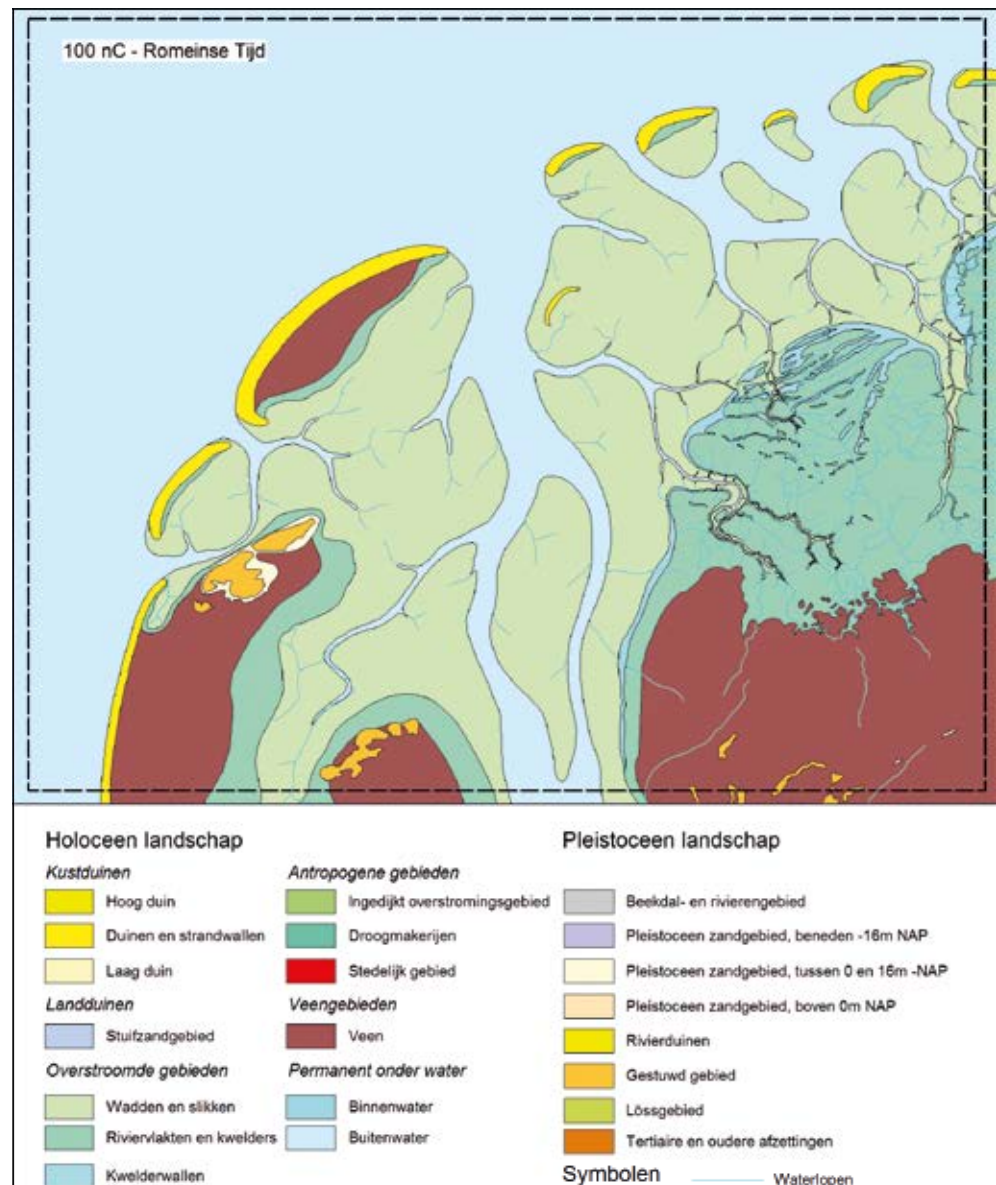 100 nC - Romeinse Tijd
Holoceen landschap
Kustduinen
Hoog duin
Duinen en strandwallen
Laag duin
Landduinen
Stuifzandgebied
Overstroomde gebieden
Wadden en slikken
Riviervlakten en kwelders
Kwelderwallen
Antropogene gebieden
Ingedijkt overstromingsgebied
Droogmakerijen
Stedelijk gebied
Veengebieden
Veen
Permanent onder water
Binnenwater
Buitenwater
Pleistoceen landschap
Beekdal- en rivierengebied
Pleistoceen zandgebied, beneden -16m NAP
Pleistoceen zandgebied, tussen 0 en 16m -NAP
Pleistoceen zandgebied, boven 0m NAP
Rivierduinen
Gestuwd gebied
Lössgebied
Tertiaire en oudere afzettingen
Symbolen
Waterlopen